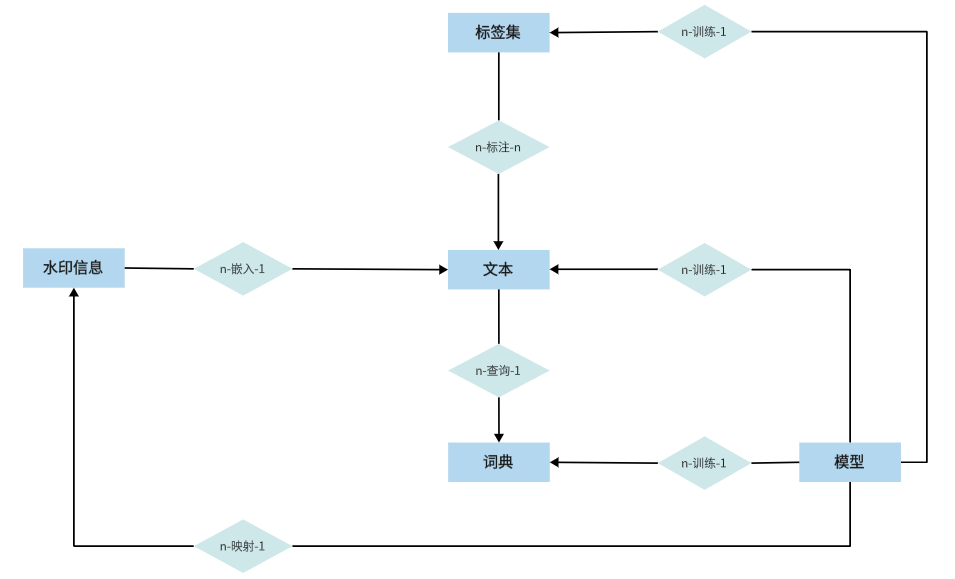 标签集
n-训练-1
n-标注-n
水印信息
n-嵌入-1
文本
n-训练-1
n-查询-1
词典
n-训练-1
模型
n-映射-1